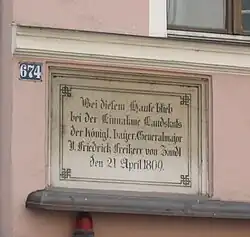 674
Bei diesem Hause blieb
bei der Einnahme Landshuts
der königl. bayer. Generalmajor
Friedrich Freiherr von Zandt
den 21 April 1809.